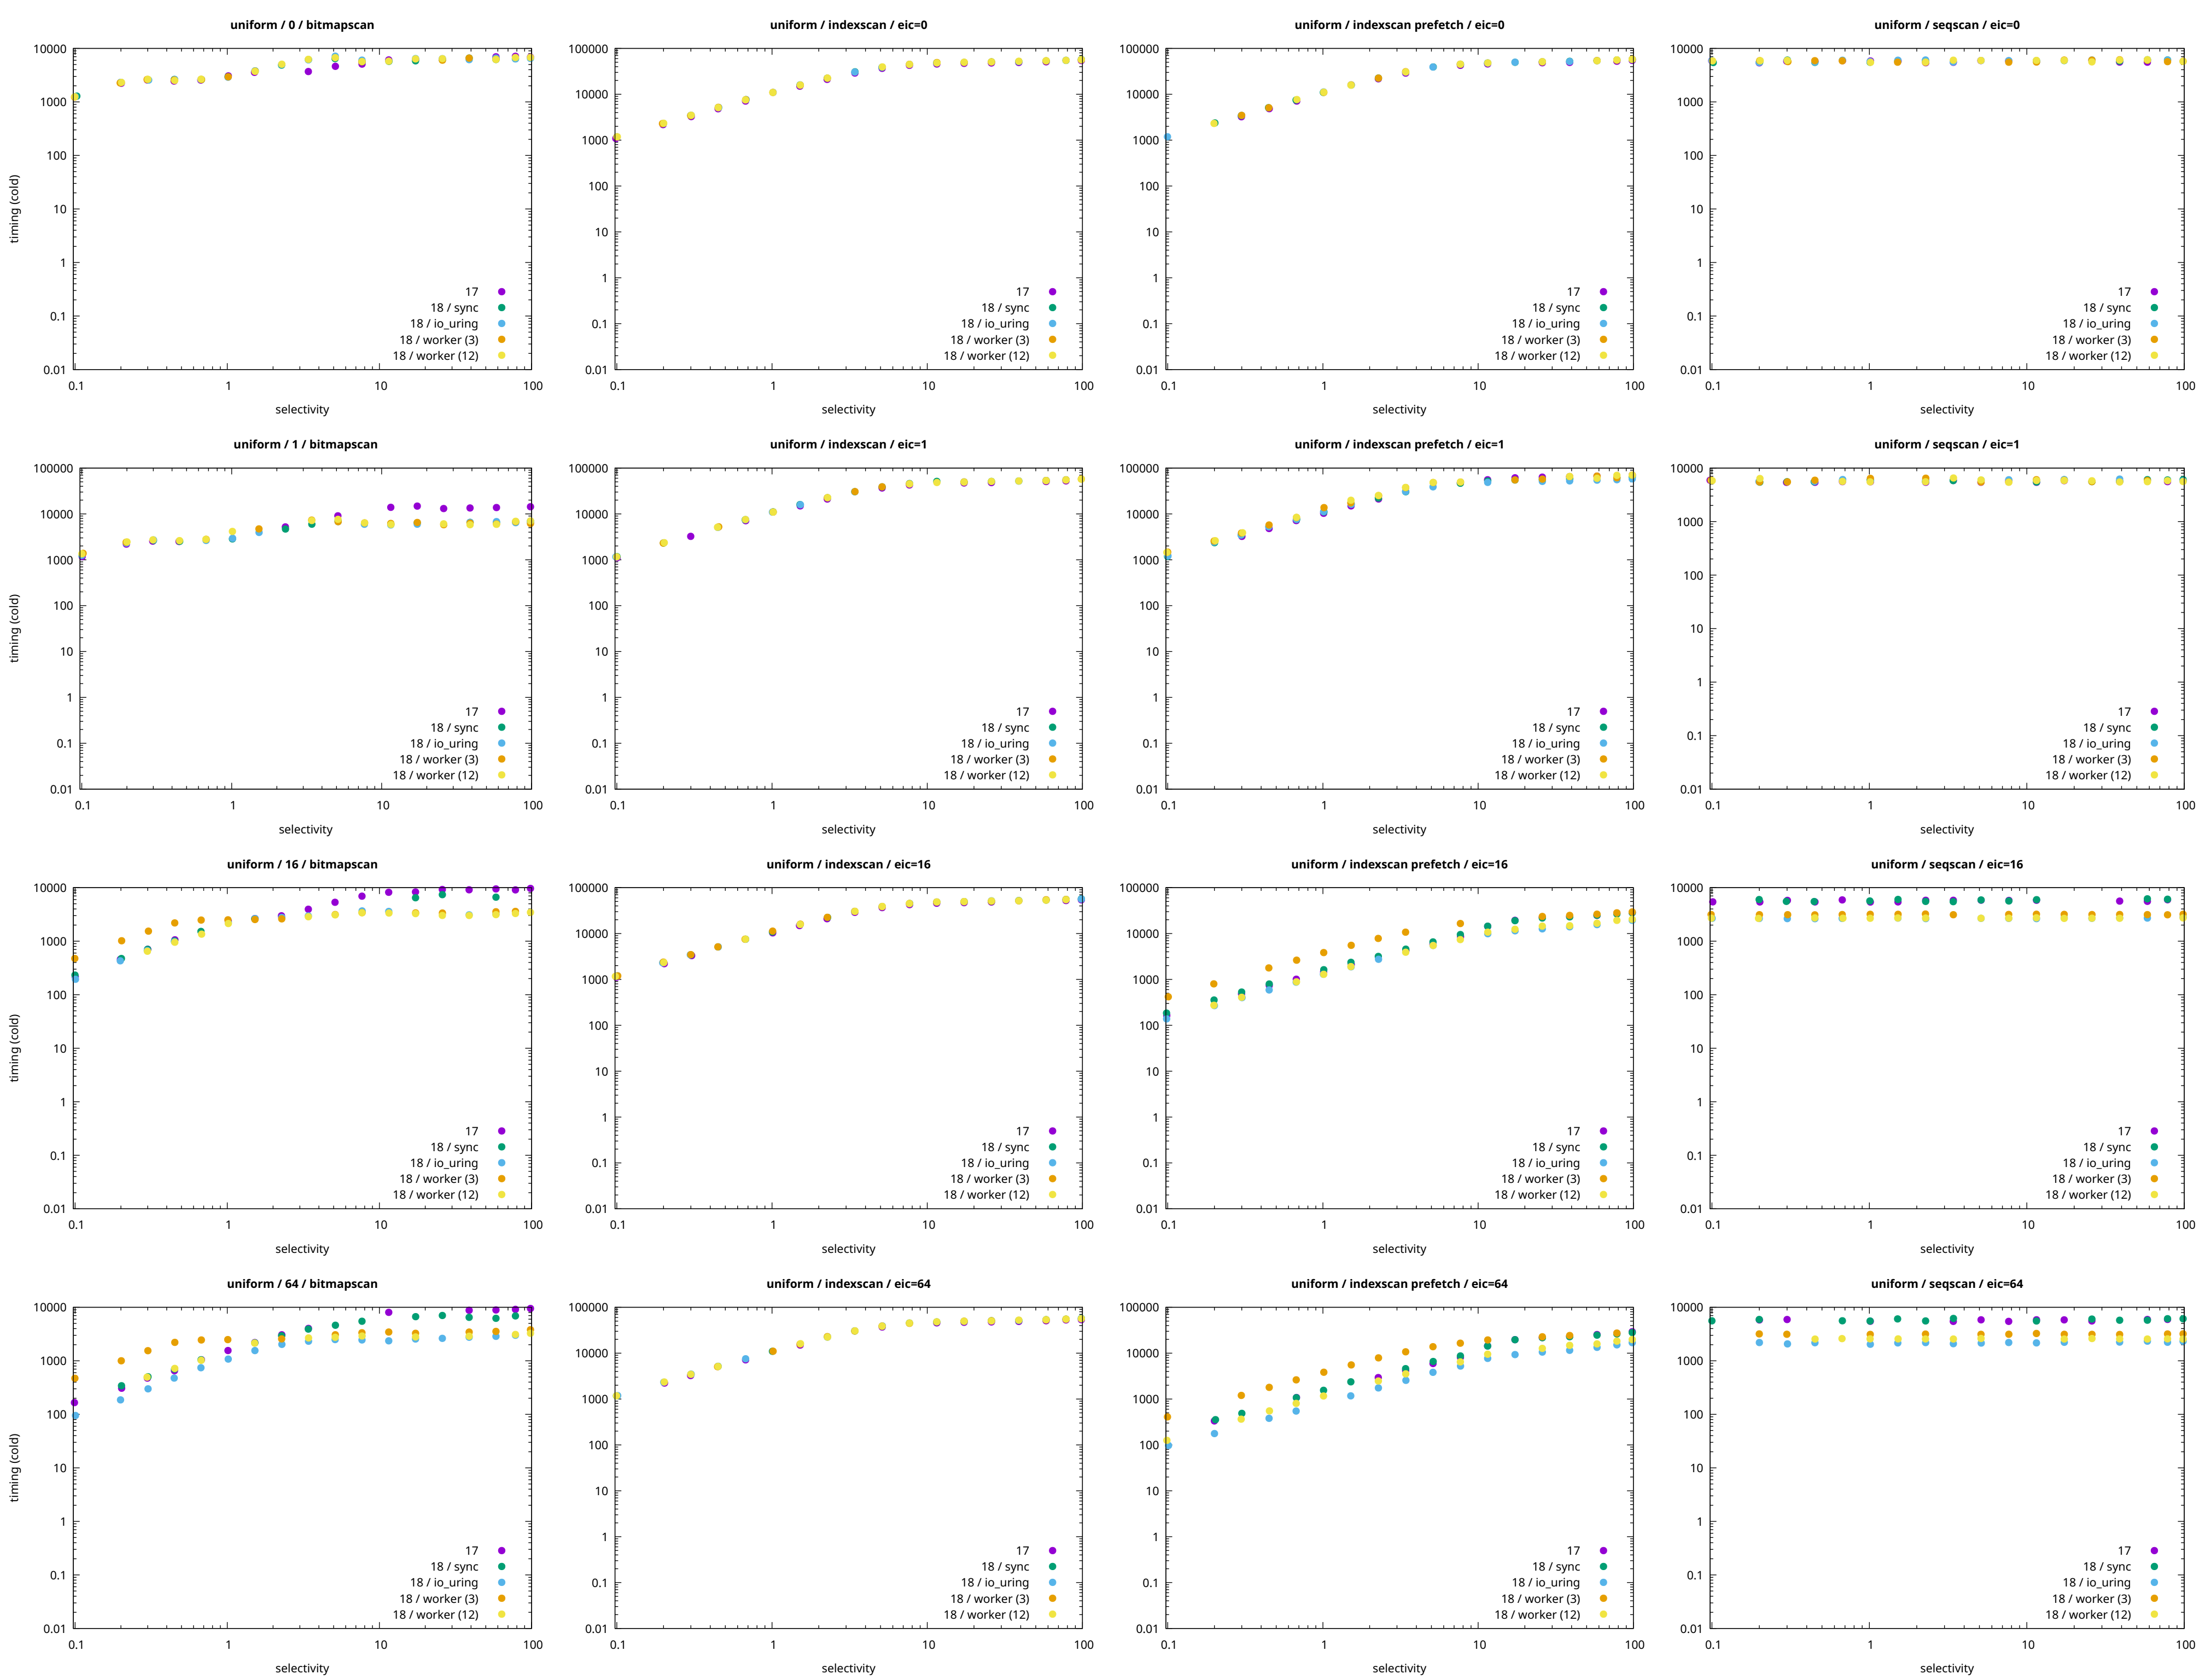 uniform / 0 / bitmapscan
timing (cold)
10000
1000
100
10
1
0.1
0.01
17
18 / sync
18 / io_uring
18 / worker (3)
18 / worker (12)
0.1 1 10 100
selectivity
uniform / indexscan / eic=0
100000
10000
1000
100
10
1
0.1
0.01
17
18 / sync
18 / io_uring
18 / worker (3)
18 / worker (12)
0.1 1 10 100
selectivity
uniform / indexscan prefetch / eic=0
100000
10000
1000
100
10
1
0.1
0.01
17
18 / sync
18 / io_uring
18 / worker (3)
18 / worker (12)
0.1 1 10 100
selectivity
uniform / seqscan / eic=0
10000
1000
100
10
1
0.1
0.01
17
18 / sync
18 / io_uring
18 / worker (3)
18 / worker (12)
0.1 1 10 100
selectivity
uniform / 1 / bitmapscan
timing (cold)
100000
10000
1000
100
10
1
0.1
0.01
17
18 / sync
18 / io_uring
18 / worker (3)
18 / worker (12)
0.1 1 10 100
selectivity
uniform / indexscan / eic=1
100000
10000
1000
100
10
1
0.1
0.01
17
18 / sync
18 / io_uring
18 / worker (3)
18 / worker (12)
0.1 1 10 100
selectivity
uniform / indexscan prefetch / eic=1
100000
10000
1000
100
10
1
0.1
0.01
17
18 / sync
18 / io_uring
18 / worker (3)
18 / worker (12)
0.1 1 10 100
selectivity
uniform / seqscan / eic=1
10000
1000
100
10
1
0.1
0.01
17
18 / sync
18 / io_uring
18 / worker (3)
18 / worker (12)
0.1 1 10 100
selectivity
uniform / 16 / bitmapscan
timing (cold)
10000
1000
100
10
1
0.1
0.01
17
18 / sync
18 / io_uring
18 / worker (3)
18 / worker (12)
0.1 1 10 100
selectivity
uniform / indexscan / eic=16
100000
10000
1000
100
10
1
0.1
0.01
17
18 / sync
18 / io_uring
18 / worker (3)
18 / worker (12)
0.1 1 10 100
selectivity
uniform / indexscan prefetch / eic=16
100000
10000
1000
100
10
1
0.1
0.01
17
18 / sync
18 / io_uring
18 / worker (3)
18 / worker (12)
0.1 1 10 100
selectivity
uniform / seqscan / eic=16
10000
1000
100
10
1
0.1
0.01
17
18 / sync
18 / io_uring
18 / worker (3)
18 / worker (12)
0.1 1 10 100
selectivity
uniform / 64 / bitmapscan
timing (cold)
10000
1000
100
10
1
0.1
0.01
17
18 / sync
18 / io_uring
18 / worker (3)
18 / worker (12)
0.1 1 10 100
selectivity
uniform / indexscan / eic=64
100000
10000
1000
100
10
1
0.1
0.01
17
18 / sync
18 / io_uring
18 / worker (3)
18 / worker (12)
0.1 1 10 100
selectivity
uniform / indexscan prefetch / eic=64
100000
10000
1000
100
10
1
0.1
0.01
17
18 / sync
18 / io_uring
18 / worker (3)
18 / worker (12)
0.1 1 10 100
selectivity
uniform / seqscan / eic=64
10000
1000
100
10
1
0.1
0.01
17
18 / sync
18 / io_uring
18 / worker (3)
18 / worker (12)
0.1 1 10 100
selectivity